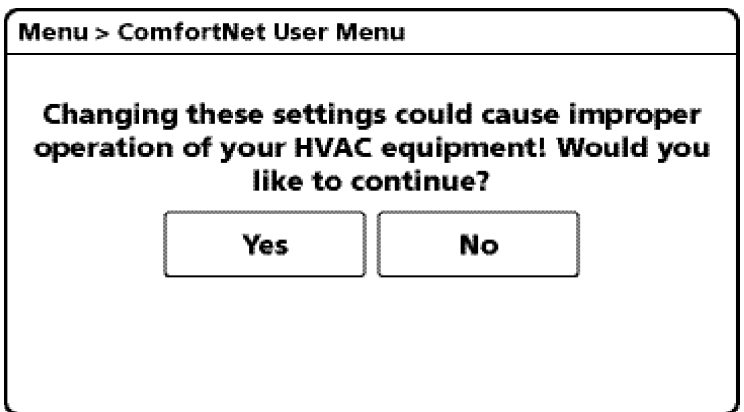 Menu > ComfortNet User Menu
Changing these settings could cause improper
operation of your HVAC equipment! Would you
like to continue?
Yes No